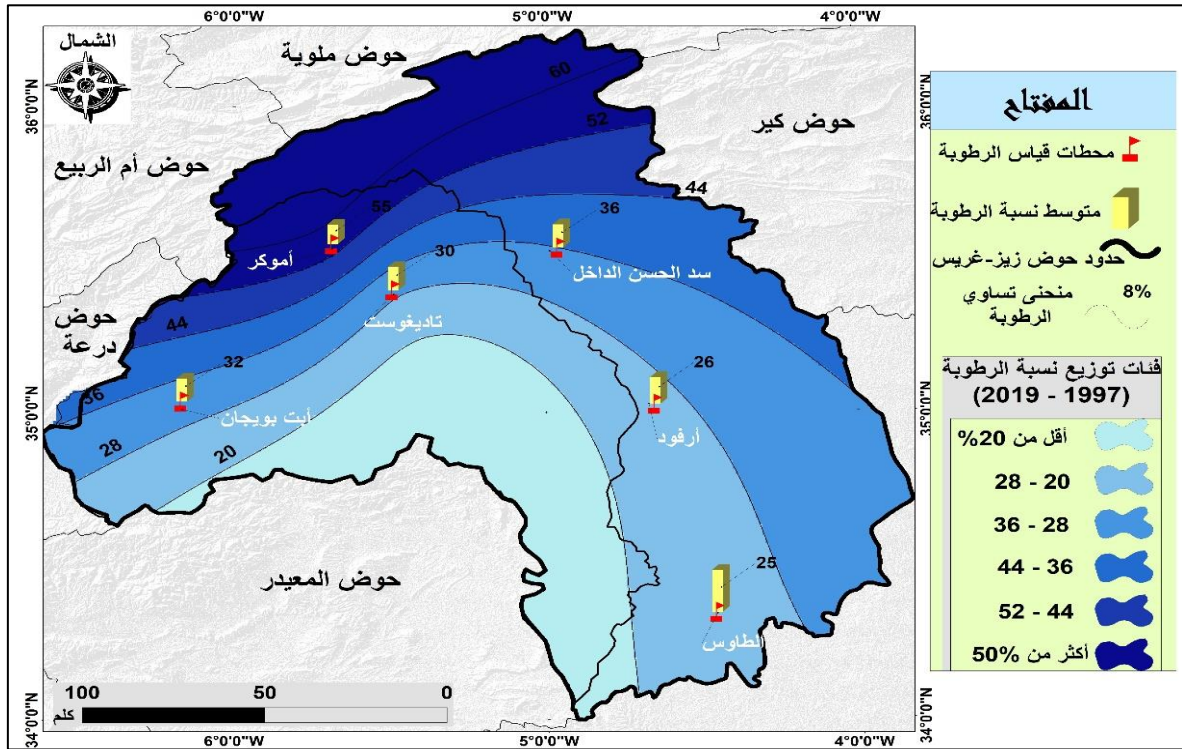 6°0'0"W
5°0'0"W
4°0'0"W
الشمال
حوض ملوية
حوض كير
حوض أم الربيع
حوض
درعة
حوض المعيدر
36°0'0"N
35°0'0"N
34°0'0"N
36°0'0"N
35°0'0"N
34°0'0"N
60
52
44
55
36
30
44
36
32
28
20
26
25
أموكر
سد الحسن الداخل
تاديغوست
أيت بويجان
أرفود
الطاوس
100
50
0
كلم
6°0'0"W
5°0'0"W
4°0'0"W
المفتاح
محطات قياس الرطوبة
متوسط نسبة الرطوبة
حدود حوض زيز-غريس
منحنى تساوي
الرطوبة
8%
فئات توزيع نسبة الرطوبة
(1997 - 2019)
أقل من 20%
20 - 28
28 - 36
36 - 44
44 - 52
أكثر من 50%